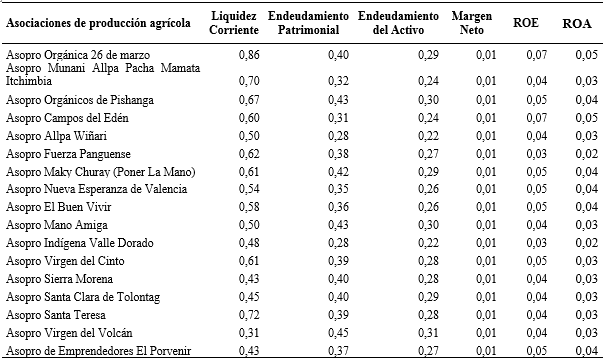 Asociaciones de producción agrícola Liquidez Corriente Endeudamiento Patrimonial Endeudamiento del Activo Margen Neto ROE ROA
Asopro Orgánica 26 de marzo 0,86 0,40 0,29 0,01 0,07 0,05
Asopro Munani Allpa Pacha Mamata
Itchimbia 0,70 0,32 0,24 0,01 0,04 0,03
Asopro Orgánicos de Pishanga 0,67 0,43 0,30 0,01 0,05 0,04
Asopro Campos del Edén 0,60 0,31 0,24 0,01 0,07 0,05
Asopro Allpa Wiñari 0,50 0,28 0,22 0,01 0,04 0,03
Asopro Fuerza Panguense 0,62 0,38 0,27 0,01 0,03 0,02
Asopro Maky Churay (Poner La Mano) 0,61 0,42 0,29 0,01 0,05 0,04
Asopro Nueva Esperanza de Valencia 0,54 0,35 0,26 0,01 0,05 0,04
Asopro El Buen Vivir 0,58 0,36 0,26 0,01 0,05 0,04
Asopro Mano Amiga 0,50 0,43 0,30 0,01 0,04 0,03
Asopro Indígena Valle Dorado 0,48 0,28 0,22 0,01 0,03 0,02
Asopro Virgen del Cinto 0,61 0,39 0,28 0,01 0,05 0,03
Asopro Sierra Morena 0,43 0,40 0,28 0,01 0,04 0,03
Asopro Santa Clara de Tolontag 0,45 0,40 0,29 0,01 0,04 0,03
Asopro Santa Teresa 0,72 0,39 0,28 0,01 0,04 0,03
Asopro Virgen del Volcán 0,31 0,45 0,31 0,01 0,04 0,03
Asopro de Emprendedores El Porvenir 0,43 0,37 0,27 0,01 0,05 0,04